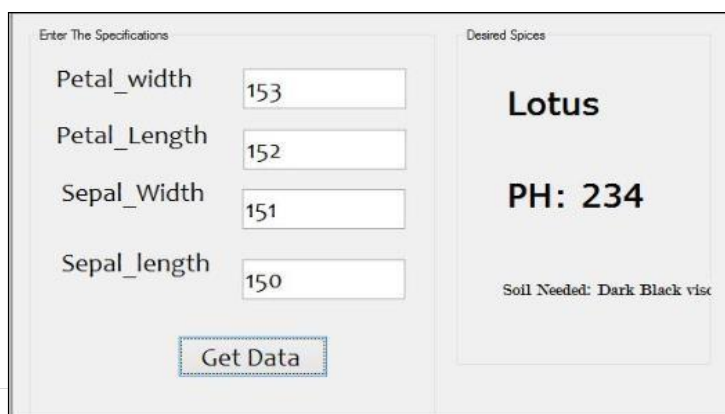 Enter The Specifications
Petal_width
153
Petal_Length
152
Sepal_Width
151
Sepal_length
150
Get Data
Desired Spices
Lotus
PH: 234
Soil Needed: Dark Black